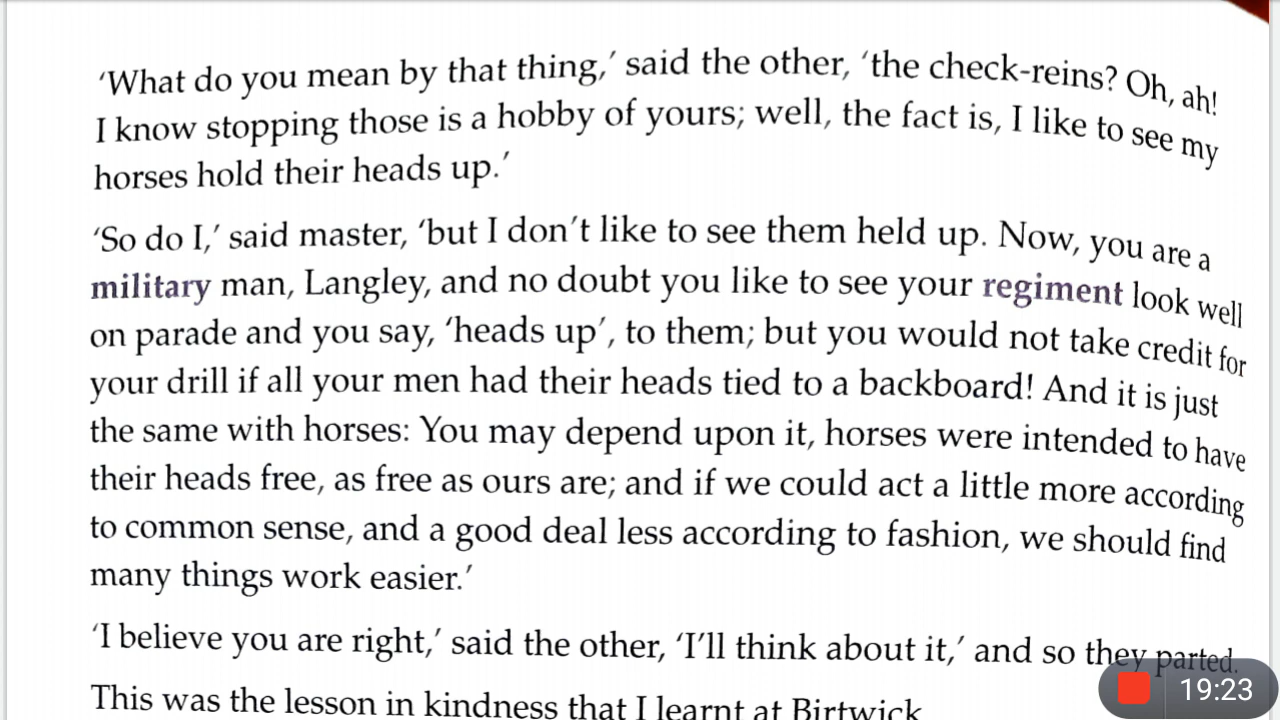 ‘What do you mean by that thing,’ said the other, ‘the check-reins? Oh, ah!
I know stopping those is a hobby of yours; well, the fact is, I like to see my
horses hold their heads up.’
‘So do I,’ said master, ‘but I don’t like to see them held up. Now, you are a
military man, Langley, and no doubt you like to see your regiment look well
on parade and you say, ‘heads up’, to them; but you would not take credit for
your drill if all your men had their heads tied to a backboard! And it is just
the same with horses: You may depend upon it, horses were intended to have
their heads free, as free as ours are; and if we could act a little more according
to common sense, and a good deal less according to fashion, we should find
many things work easier.’
‘I believe you are right,’ said the other, ‘I’ll think about it,’ and so they parted.
This was the lesson in kindness that I learnt at Birtwick
19:23